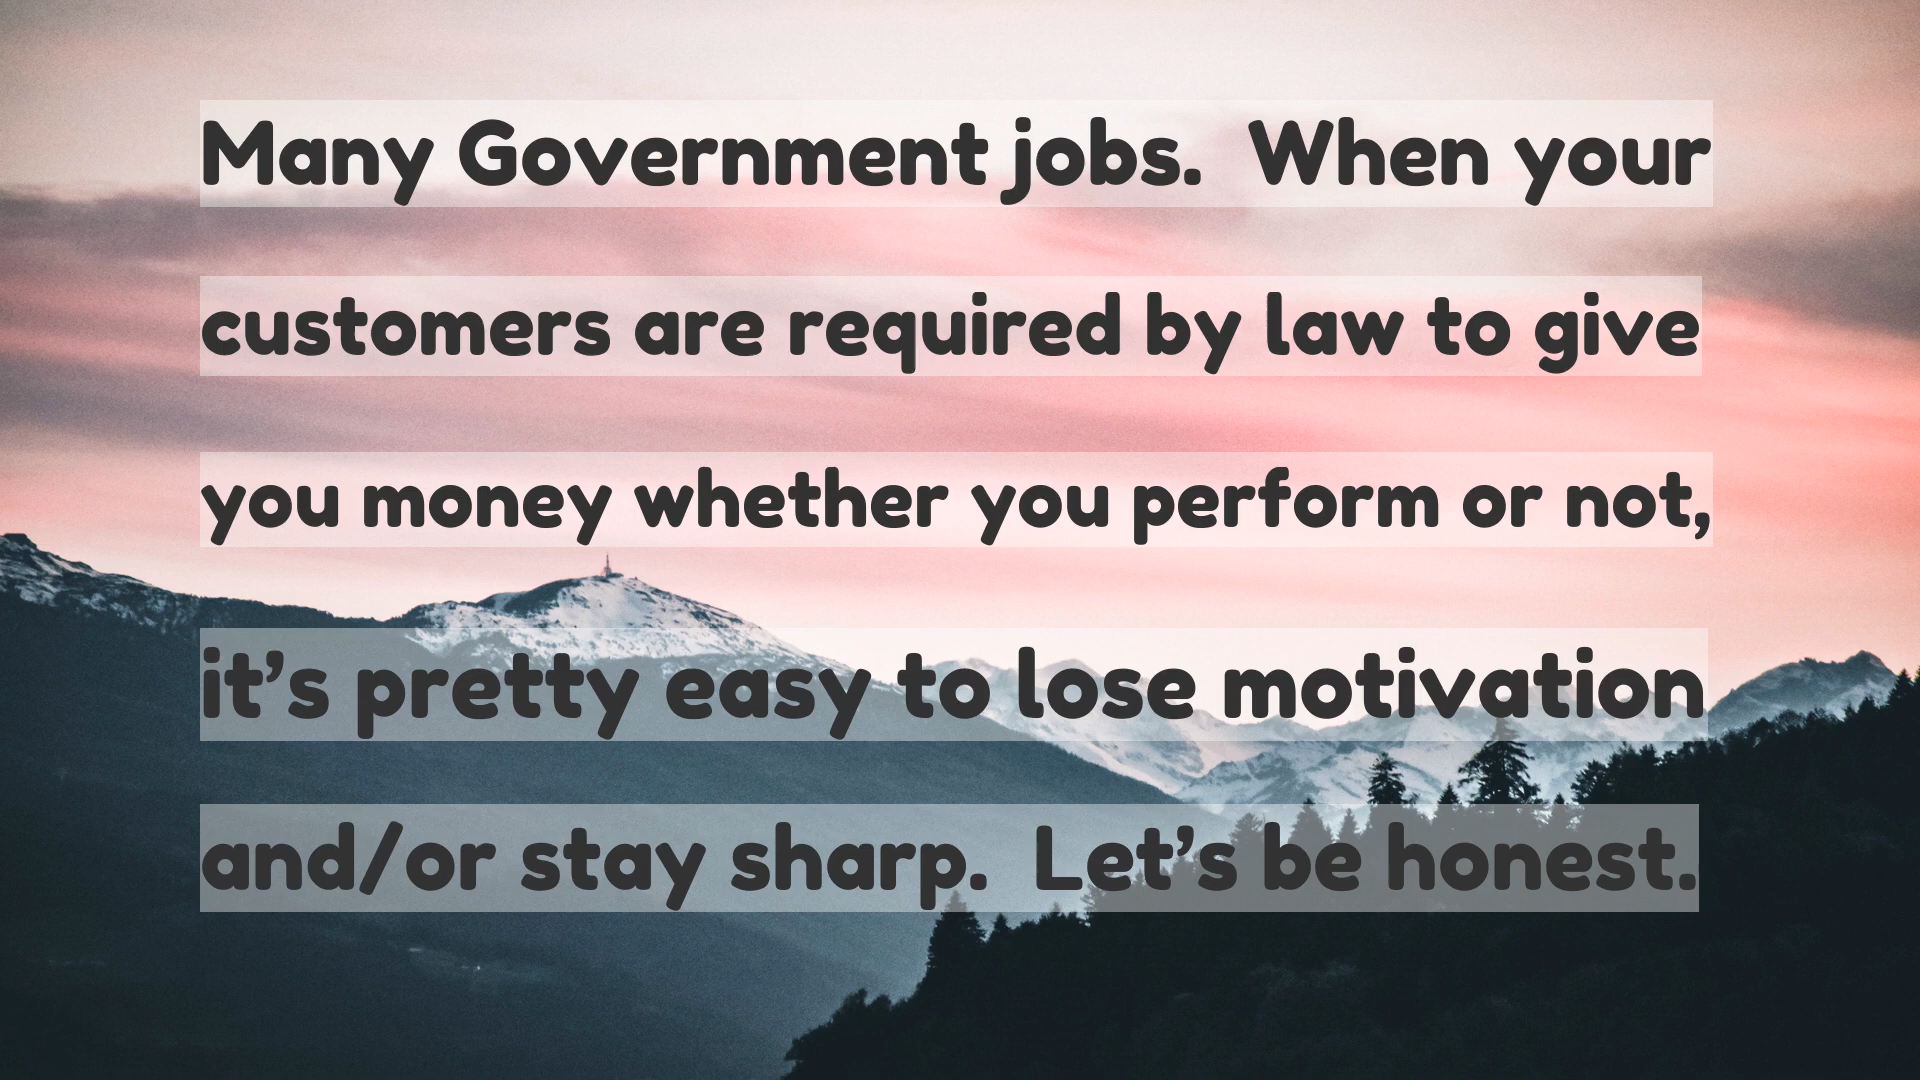 Many Government jobs.  When your
customers are required by law to give
you money whether you perform or not,
it’s pretty easy to lose motivation
and/or stay sharp.  Let’s be honest.